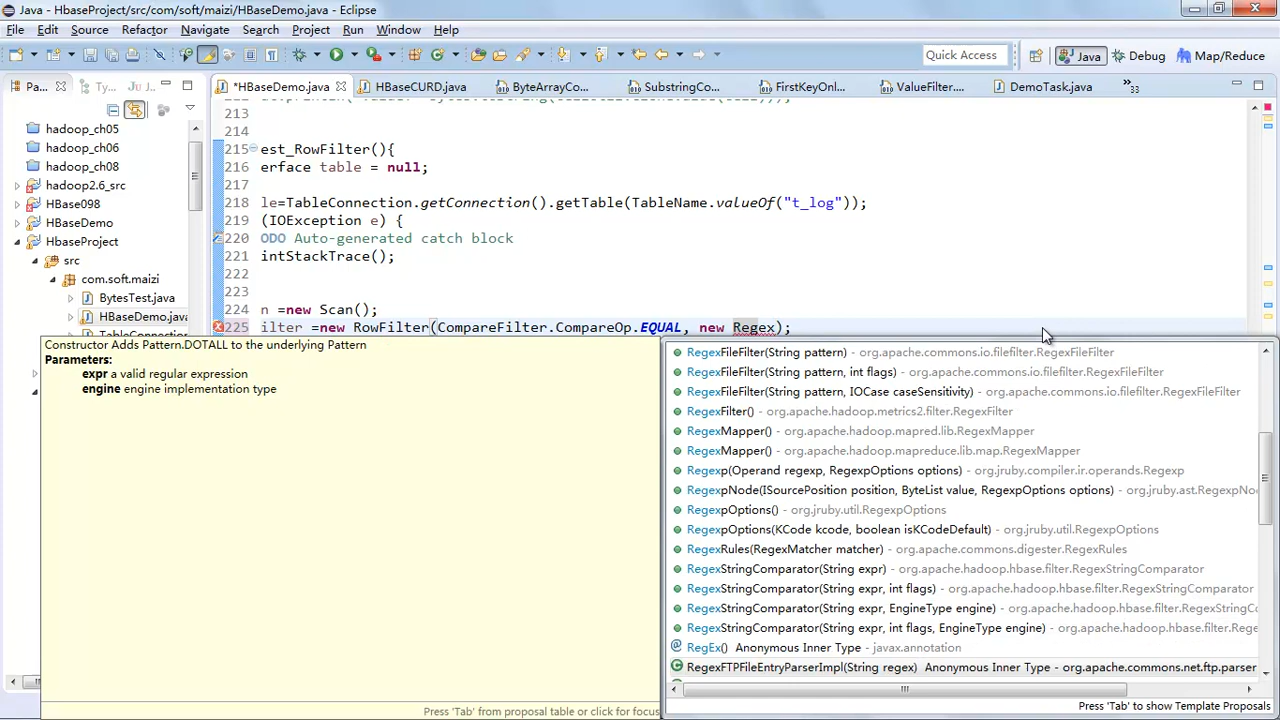 Java - HbaseProject/src/com/soft/maizi/HBaseDemo.java - Eclipse
File Edit Source Refactor Navigate Search Project Run Window Help
Quick Access Java Debug Map/Reduce
Pa... Ty... Ju J... *HBaseDemo.java HBaseCURD.java ByteArrayCo... SubstringCo... FirstKeyOnl... ValueFilter.... DemoTask.java »33
hadoop_ch05
hadoop_ch06
hadoop_ch08
hadoop2.6_src
HBase098
HBaseDemo
HbaseProject
src
com.soft.maizi
BytesTest.java
HBaseDemo.java
213
214
215 est_RowFilter(){
216 erface table = null;
217
218 le=TableConnection.getConnection().getTable(TableName.valueOf("t_log"));
219 (IOException e) {
220 ODO Auto-generated catch block
221 intStackTrace();
222
223
224 n =new Scan();
225 ilter =new RowFilter(CompareFilter.CompareOp.EQUAL, new Regex);
Constructor Adds Pattern.DOTALL to the underlying Pattern
Parameters:
expr a valid regular expression
engine engine implementation type
Press 'Tab' from proposal table or click for focus
RegexFileFilter(String pattern) - org.apache.commons.io.filefilter.RegexFileFilter
RegexFileFilter(String pattern, int flags) - org.apache.commons.io.filefilter.RegexFileFilter
RegexFileFilter(String pattern, IOCase caseSensitivity) - org.apache.commons.io.filefilter.RegexFileFilter
RegexFilter() - org.apache.hadoop.metrics2.filter.RegexFilter
RegexMapper() - org.apache.hadoop.mapred.lib.RegexMapper
RegexMapper() - org.apache.hadoop.mapreduce.lib.map.RegexMapper
Regexp(Operand regexp, RegexpOptions options) - org.jruby.compiler.ir.operands.Regexp
RegexpNode(ISourcePosition position, ByteList value, RegexpOptions options) - org.jruby.ast.RegexpNo
RegexpOptions() - org.jruby.util.RegexpOptions
RegexpOptions(KCode kcode, boolean isKCodeDefault) - org.jruby.util.RegexpOptions
RegexRules(RegexMatcher matcher) - org.apache.commons.digester.RegexRules
RegexStringComparator(String expr) - org.apache.hadoop.hbase.filter.RegexStringComparator
RegexStringComparator(String expr, int flags) - org.apache.hadoop.hbase.filter.RegexStringComparator
RegexStringComparator(String expr, EngineType engine) - org.apache.hadoop.hbase.filter.RegexStringCo
RegexStringComparator(String expr, int flags, EngineType engine) - org.apache.hadoop.hbase.filter.Rege
RegEx() Anonymous Inner Type - javax.annotation
RegexFTPFileEntryParserImpl(String regex) Anonymous Inner Type - org.apache.commons.net.ftp.parser
Press 'Tab' to show Template Proposals